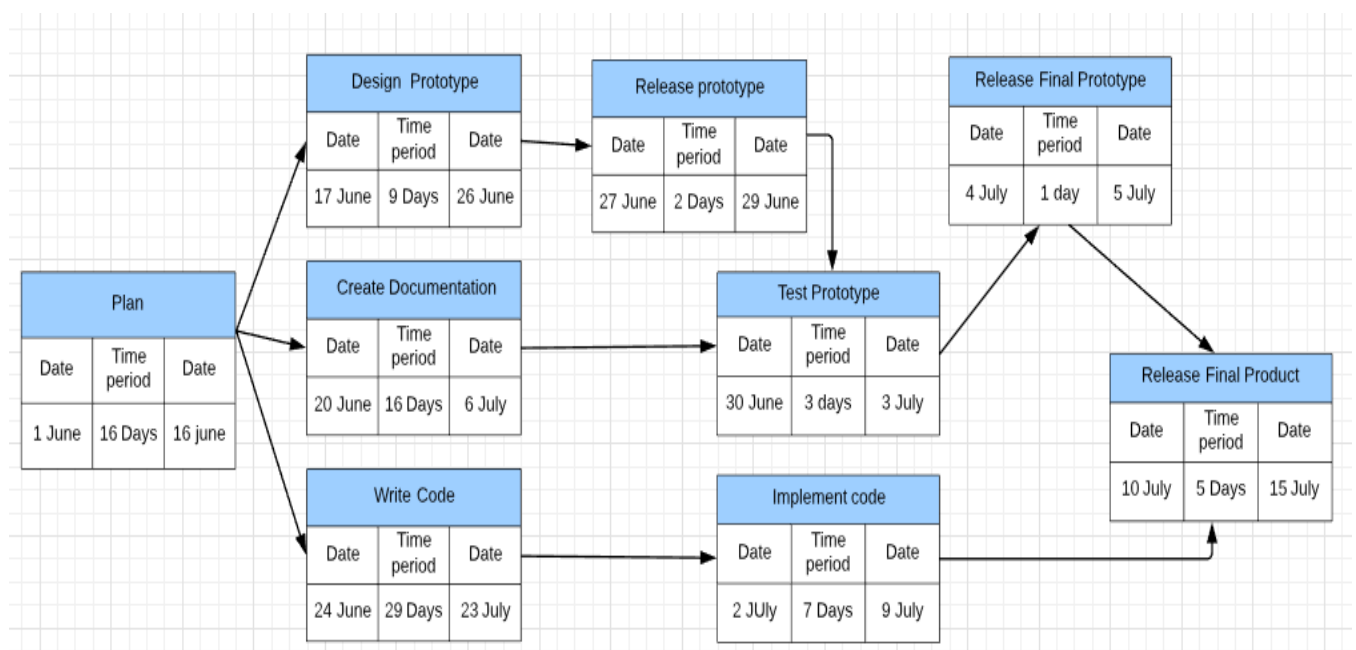 Design Prototype
Date Time period Date
17 June 9 Days 26 June
Release prototype
Date Time period Date
27 June 2 Days 29 June
Release Final Prototype
Date Time period Date
4 July 1 day 5 July
Plan
Date Time period Date
1 June 16 Days 16 june
Create Documentation
Date Time period Date
20 June 16 Days 6 July
Test Prototype
Date Time period Date
30 June 3 days 3 July
Release Final Product
Date Time period Date
10 July 5 Days 15 July
Write Code
Date Time period Date
24 June 29 Days 23 July
Implement code
Date Time period Date
2 JUly 7 Days 9 July